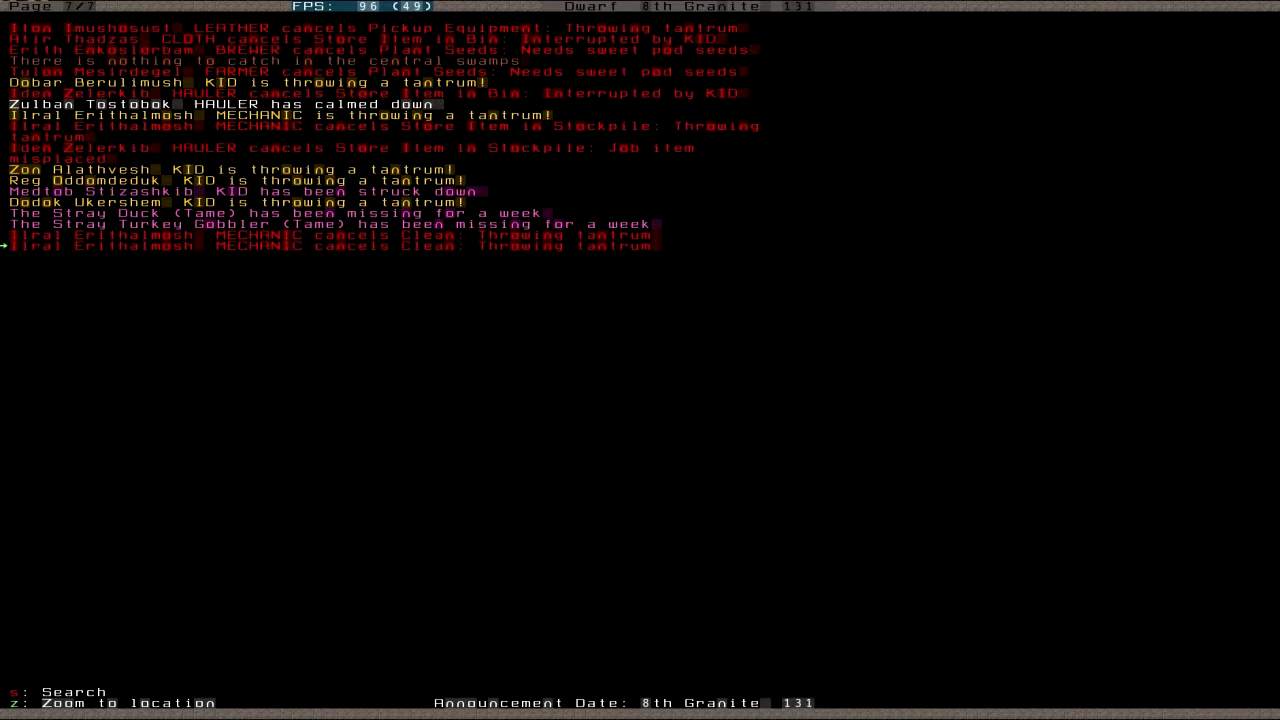 Page 7/7 FPS: 96 (49) Dwarf 8th Granite 131
Iton Imushosust LEATHER cancels Pickup Equipment: Throwing tantrum
Atir Thadzas CLOTH cancels Store Item in Bin: Interrupted by KID
Erith Enkoslorbam BREWER cancels Plant Seeds: Needs sweet pod seeds
There is nothing to catch in the central swamps
Tulon Mesirdegel FARMER cancels Plant Seeds: Needs sweet pod seeds
Dobar Berulimush KID is throwing a tantrum!
Iden Zelerkib HAULER cancels Store Item in Bin: Interrupted by KID
Zulban Tostobok HAULER has calmed down
Ilral Erithalmosh MECHANIC is throwing a tantrum!
Ilral Erithalmosh MECHANIC cancels Store Item in Stockpile: Throwing
tantrum
Iden Zelerkib HAULER cancels Store Item in Stockpile: Job item
misplaced
Zon Alathvesh KID is throwing a tantrum!
Reg Oddomdeduk KID is throwing a tantrum!
Medtob Stizashkib KID has been struck down
Dodok Ukershem KID is throwing a tantrum!
The Stray Duck (Tame) has been missing for a week
The Stray Turkey Gobbler (Tame) has been missing for a week
Ilral Erithalmosh MECHANIC cancels Clean: Throwing tantrum
Ilral Erithalmosh MECHANIC cancels Clean: Throwing tantrum
s: Search
z: Zoom to location Announcement Date: 8th Granite 131